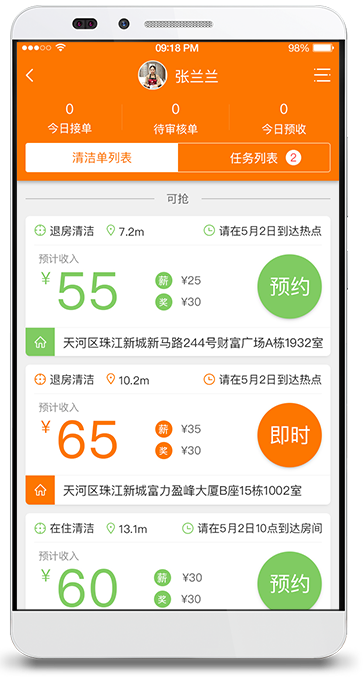 09:18 PM 98%
张兰兰
0 0 0
今日接单 待审核单 今日预收
清洁单列表 任务列表 2
可抢
退房清洁 7.2m 请在5月2日到达热点
预计收入
¥ 55 薪 ¥25 预约
奖 ¥30
天河区珠江新城新马路244号财富广场A栋1932室
退房清洁 10.2m 请在5月2日到达热点
预计收入
¥ 65 薪 ¥35 即时
奖 ¥30
天河区珠江新城富力盈峰大厦B座15栋1002室
在住清洁 13.1m 请在5月2日10点到达房间
预计收入
¥ 60 薪 ¥30 预约
奖 ¥30